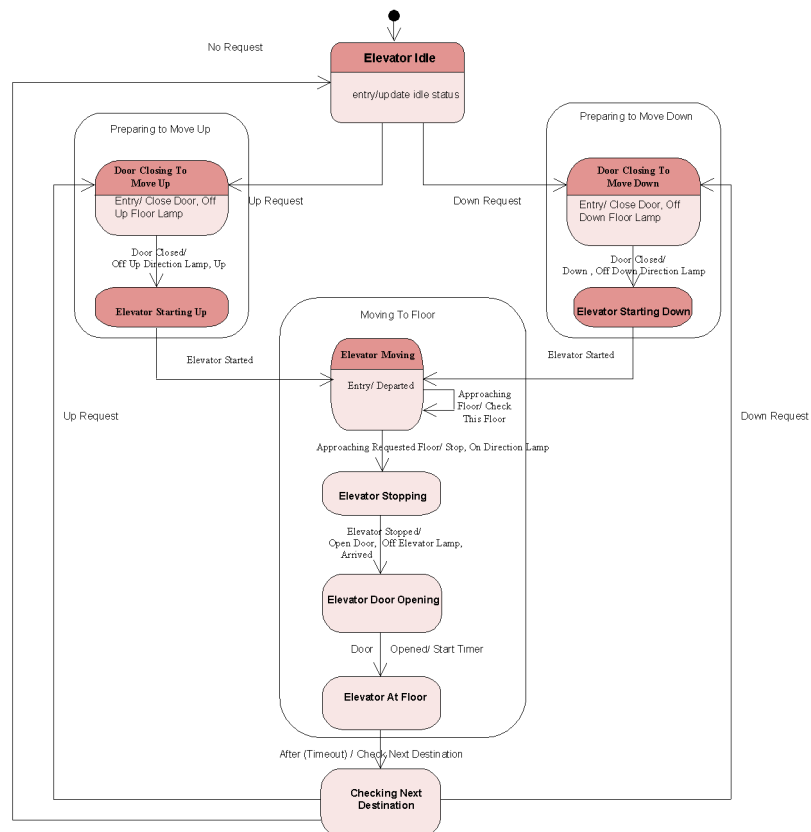 No Request
Elevator Idle
entry/update idle status
Preparing to Move Up
Preparing to Move Down
Door Closing To
Move Up
Entry/ Close Door, Off
Up Floor Lamp
Up Request
Down Request
Door Closing To
Move Down
Entry/ Close Door, Off
Down Floor Lamp
Door Closed/
Off Up Direction Lamp, Up
Door Closed/
Down , Off Down Direction Lamp
Elevator Starting Up
Elevator Starting Down
Moving To Floor
Elevator Started
Elevator Started
Elevator Moving
Entry/ Departed
Approaching
Floor/ Check
This Floor
Up Request
Down Request
Approaching Requested Floor/ Stop, On Direction Lamp
Elevator Stopping
Elevator Stopped/
Open Door, Off Elevator Lamp,
Arrived
Elevator Door Opening
Door Opened/ Start Timer
Elevator At Floor
After (Timeout) / Check Next Destination
Checking Next
Destination